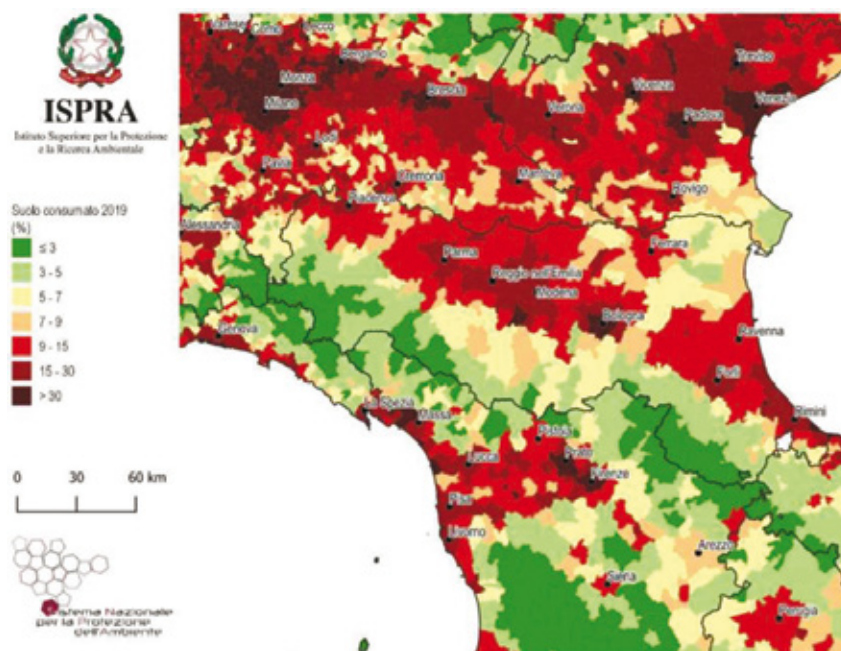 ISPRA
Istituto Superiore per la Protezione
e la Ricerca Ambientale
Suolo consumato 2019
(%)
≤ 3
3 - 5
5 - 7
7 - 9
9 - 15
15 - 30
> 30
0 30 60 km
Sistema Nazionale
per la Protezione
dell'Ambiente
Varese
Como
Lecco
Bergamo
Treviso
Monza
Brescia
Vicenza
Milano
Verona
Padova
Venezia
Lodi
Pavia
Cremona
Mantova
Rovigo
Piacenza
Alessandria
Parma
Ferrara
Reggio nell'Emilia
Modena
Bologna
Genova
Ravenna
Forlì
La Spezia
Massa
Rimini
Pistoia
Prato
Lucca
Firenze
Pisa
Livorno
Arezzo
Siena
Perugia